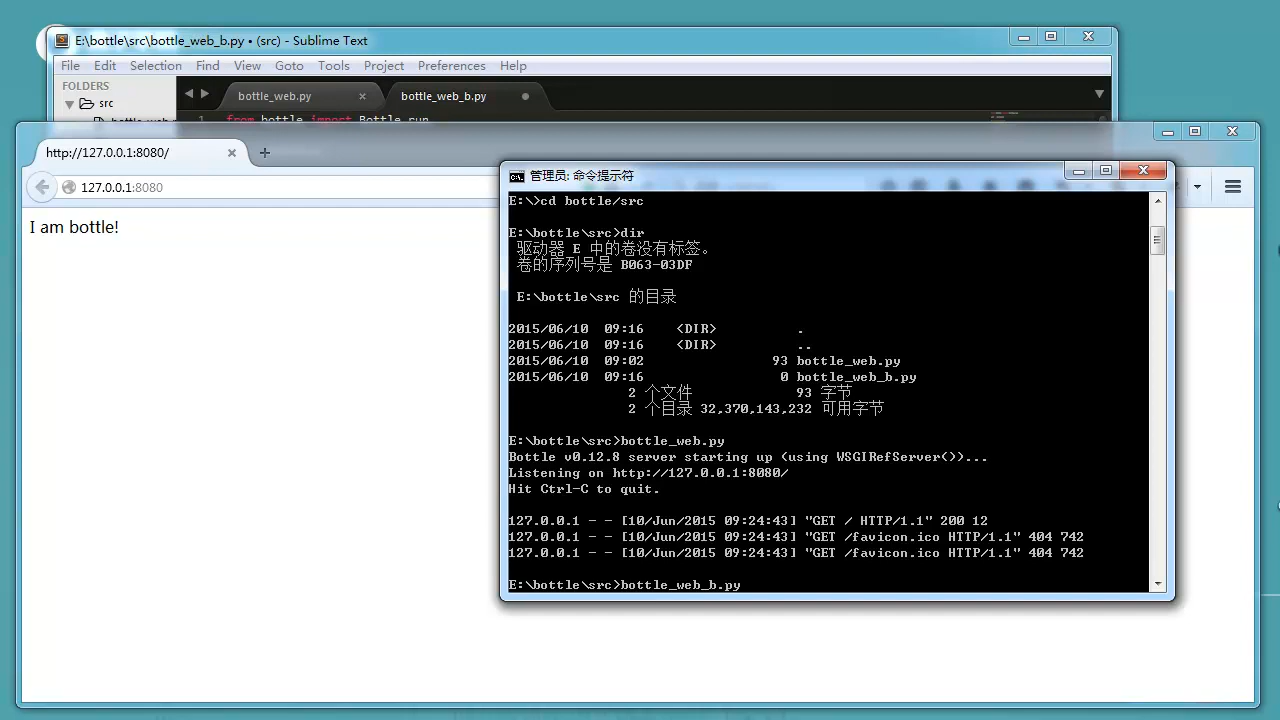 E:\bottle\src\bottle_web_b.py • (src) - Sublime Text
File Edit Selection Find View Goto Tools Project Preferences Help
FOLDERS
src
bottle_web.py
bottle_web_b.py
1 from bottle import Bottle,run
http://127.0.0.1:8080/
127.0.0.1:8080
I am bottle!
管理员: 命令提示符
E:\>cd bottle/src
E:\bottle\src>dir
驱动器 E 中的卷没有标签。
卷的序列号是 B063-03DF
E:\bottle\src 的目录
2015/06/10 09:16 <DIR> .
2015/06/10 09:16 <DIR> ..
2015/06/10 09:02 93 bottle_web.py
2015/06/10 09:16 0 bottle_web_b.py
2 个文件 93 字节
2 个目录 32,370,143,232 可用字节
E:\bottle\src>bottle_web.py
Bottle v0.12.8 server starting up (using WSGIRefServer())...
Listening on http://127.0.0.1:8080/
Hit Ctrl-C to quit.
127.0.0.1 - - [10/Jun/2015 09:24:43] "GET / HTTP/1.1" 200 12
127.0.0.1 - - [10/Jun/2015 09:24:43] "GET /favicon.ico HTTP/1.1" 404 742
127.0.0.1 - - [10/Jun/2015 09:24:43] "GET /favicon.ico HTTP/1.1" 404 742
E:\bottle\src>bottle_web_b.py